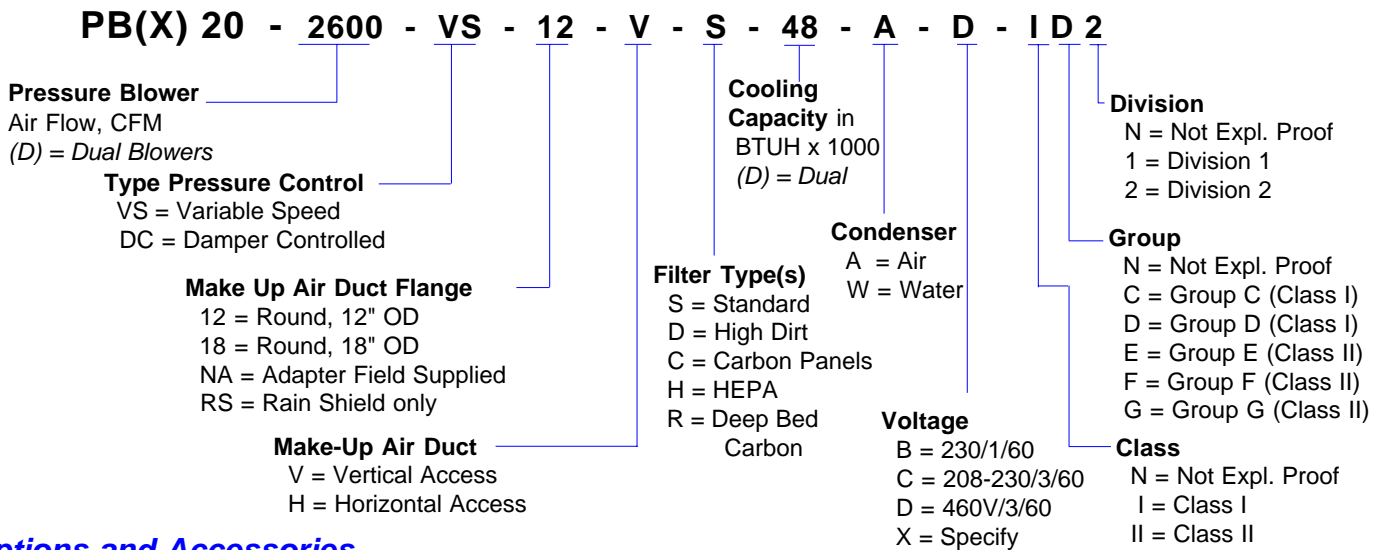 PB(X) 20 - 2600 - VS - 12 - V - S - 48 - A - D - I D 2
Pressure Blower
Air Flow, CFM
(D) = Dual Blowers
Type Pressure Control
VS = Variable Speed
DC = Damper Controlled
Make Up Air Duct Flange
12 = Round, 12" OD
18 = Round, 18" OD
NA = Adapter Field Supplied
RS = Rain Shield only
Make-Up Air Duct
V = Vertical Access
H = Horizontal Access
Filter Type(s)
S = Standard
D = High Dirt
C = Carbon Panels
H = HEPA
R = Deep Bed
Carbon
Cooling
Capacity in
BTUH x 1000
(D) = Dual
Condenser
A = Air
W = Water
Voltage
B = 230/1/60
C = 208-230/3/60
D = 460V/3/60
X = Specify
Division
N = Not Expl. Proof
1 = Division 1
2 = Division 2
Group
N = Not Expl. Proof
C = Group C (Class I)
D = Group D (Class I)
E = Group E (Class II)
F = Group F (Class II)
G = Group G (Class II)
Class
N = Not Expl. Proof
I = Class I
II = Class II
ptions and Accessories